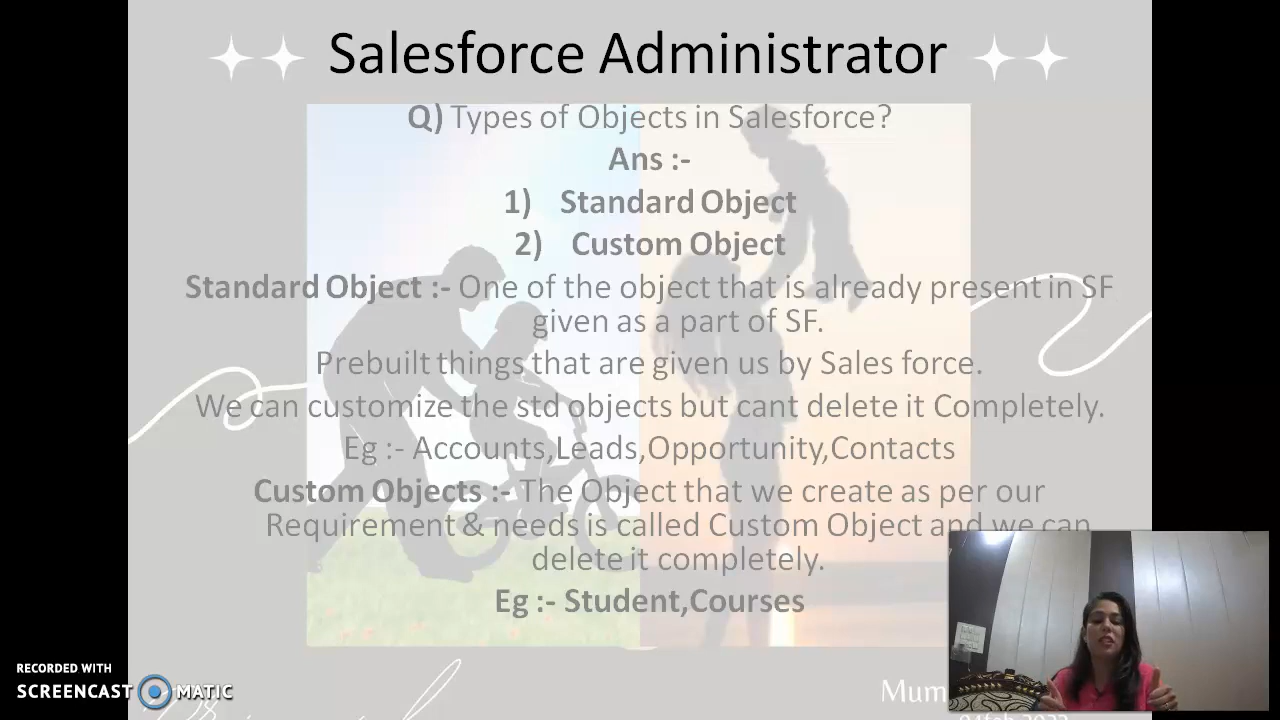 Salesforce Administrator
Q) Types of Objects in Salesforce?
Ans :-
1) Standard Object
2) Custom Object
Standard Object :- One of the object that is already present in SF
given as a part of SF.
Prebuilt things that are given us by Sales force.
We can customize the std objects but cant delete it Completely.
Eg :- Accounts,Leads,Opportunity,Contacts
Custom Objects :- The Object that we create as per our
Requirement & needs is called Custom Object and we can
delete it completely.
Eg :- Student,Courses
RECORDED WITH
SCREENCAST MATIC
Mum